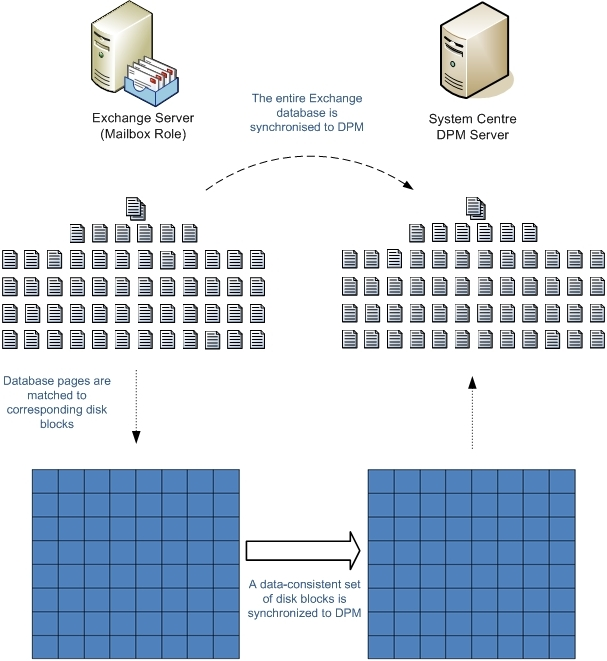 Exchange Server
(Mailbox Role)
The entire Exchange
database is
synchronised to DPM
System Centre
DPM Server
Database pages are
matched to
corresponding disk
blocks
A data-consistent set
of disk blocks is
synchronized to DPM